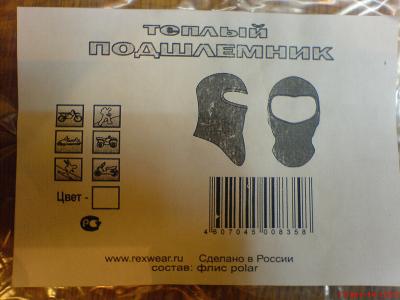 теплый
ПОДШЛЕМНИК
Цвет -
4 607045 008358
www.rexwear.ru Сделано в России
состав: флис polar